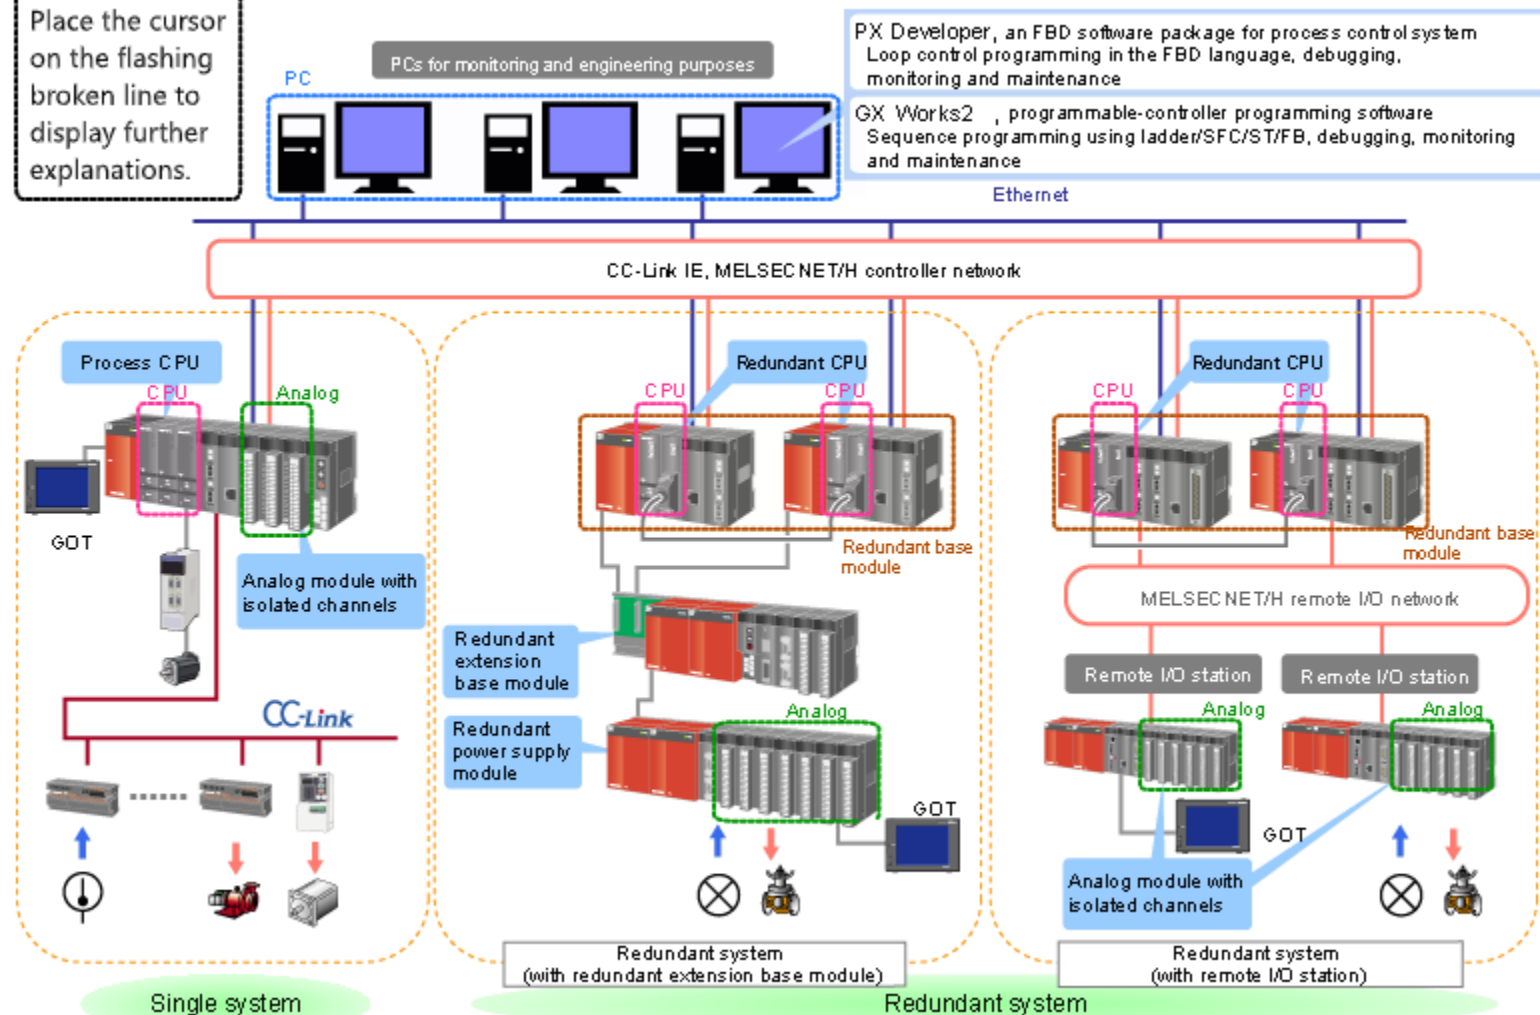 Place the cursor
on the flashing
broken line to
display further
explanations.
PCs for monitoring and engineering purposes
PC
PX Developer, an FBD software package for process control system
Loop control programming in the FBD language, debugging,
monitoring and maintenance
GX Works2 , programmable-controller programming software
Sequence programming using ladder/SFC/ST/FB, debugging, monitoring
and maintenance
Ethernet
CC-Link IE, MELSECNET/H controller network
Process CPU
CPU
Analog
GOT
Analog module with
isolated channels
CC-Link
Redundant CPU
CPU
CPU
Redundant base
module
Redundant
extension
base module
Redundant
power supply
module
Analog
GOT
Redundant system
(with redundant extension base module)
Redundant CPU
CPU
CPU
Redundant base
module
MELSECNET/H remote I/O network
Remote I/O station
Remote I/O station
Analog
Analog
GOT
Analog module with
isolated channels
Redundant system
(with remote I/O station)
Single system
Redundant system